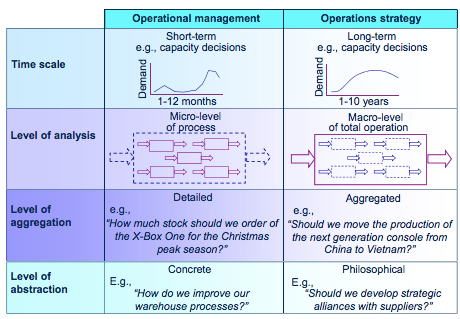 Operational management
Operations strategy
Time scale
Short-term
e.g., capacity decisions
Demand
1-12 months
Long-term
e.g., capacity decisions
Demand
1-10 years
Level of analysis
Micro-level
of process
Macro-level
of total operation
Level of
aggregation
Detailed
e.g.,
“How much stock should we order of
the X-Box One for the Christmas
peak season?”
Aggregated
e.g.,
“Should we move the production of
the next generation console from
China to Vietnam?”
Level of
abstraction
Concrete
E.g.,
“How do we improve our
warehouse processes?”
Philosophical
E.g.,
“Should we develop strategic
alliances with suppliers?”